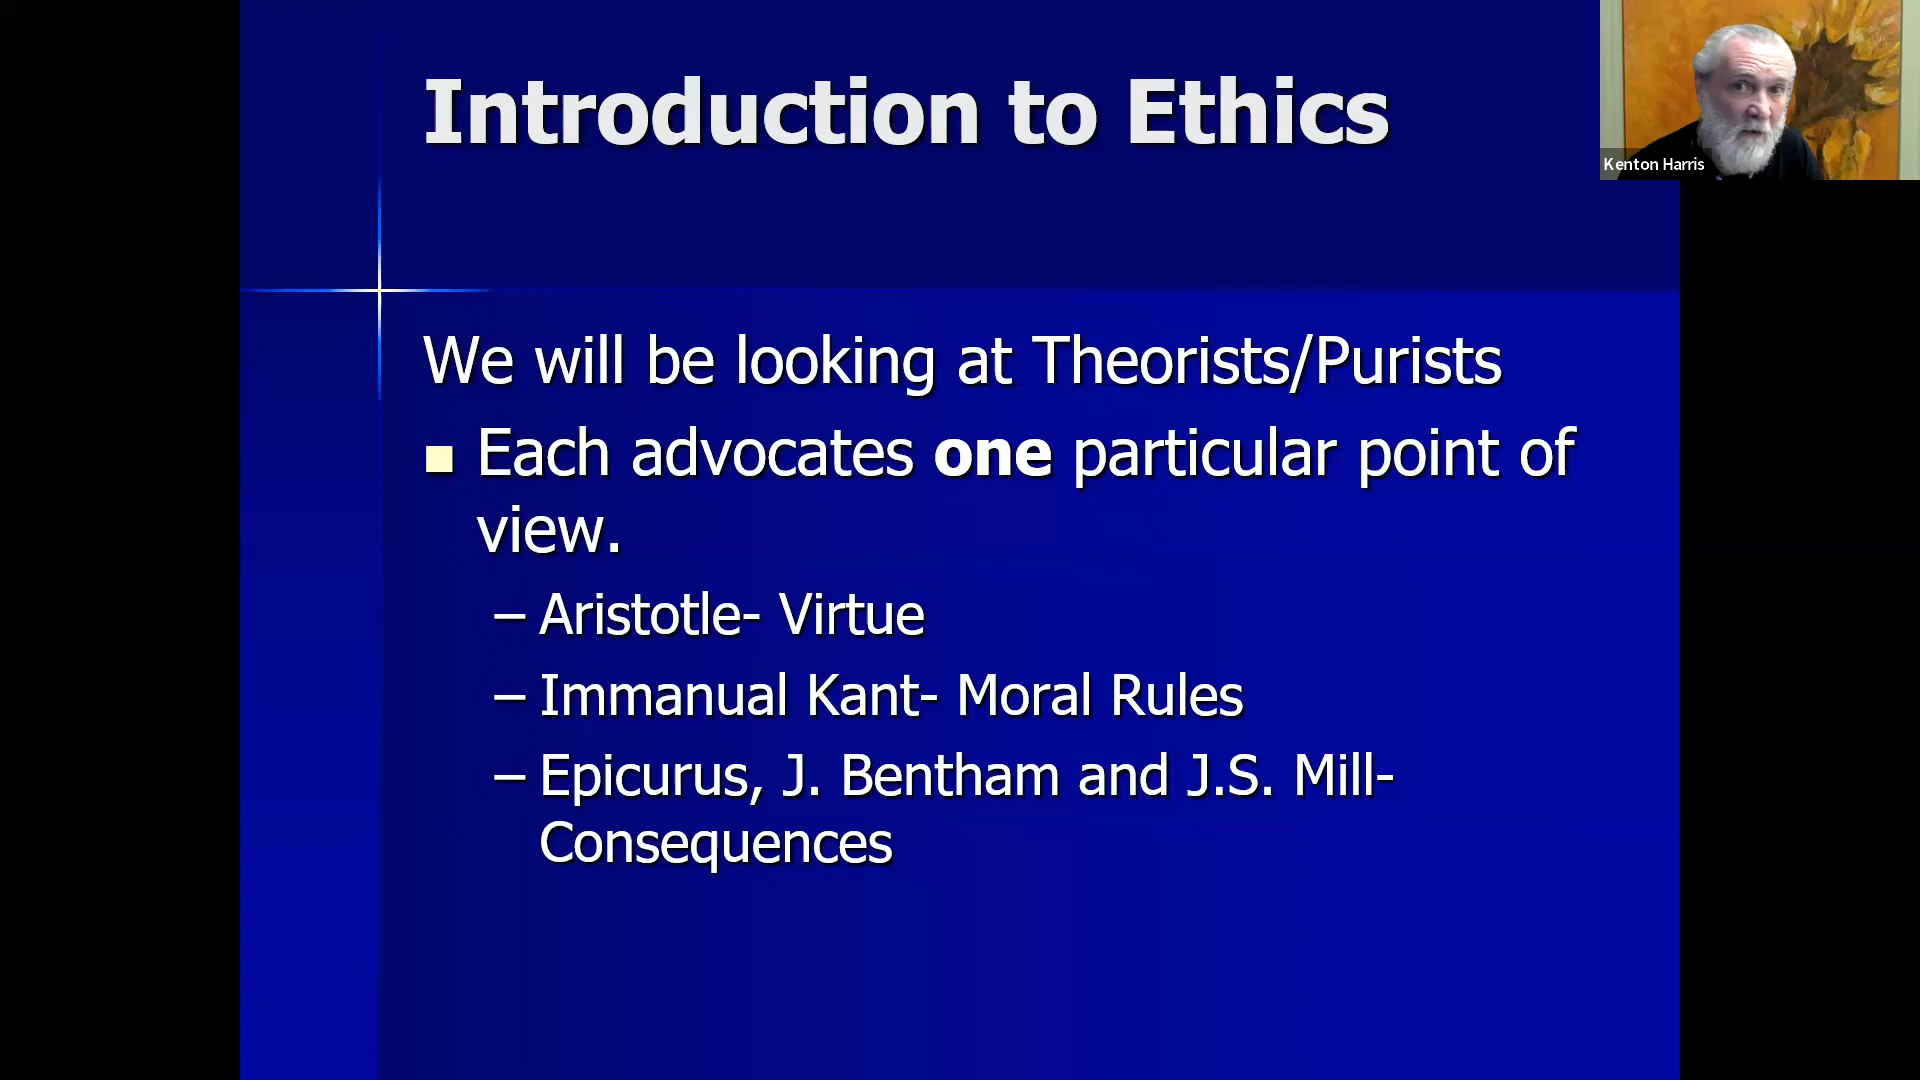 Introduction to Ethics
Kenton Harris
We will be looking at Theorists/Purists
■ Each advocates one particular point of
view.
– Aristotle- Virtue
– Immanual Kant- Moral Rules
– Epicurus, J. Bentham and J.S. Mill-
Consequences